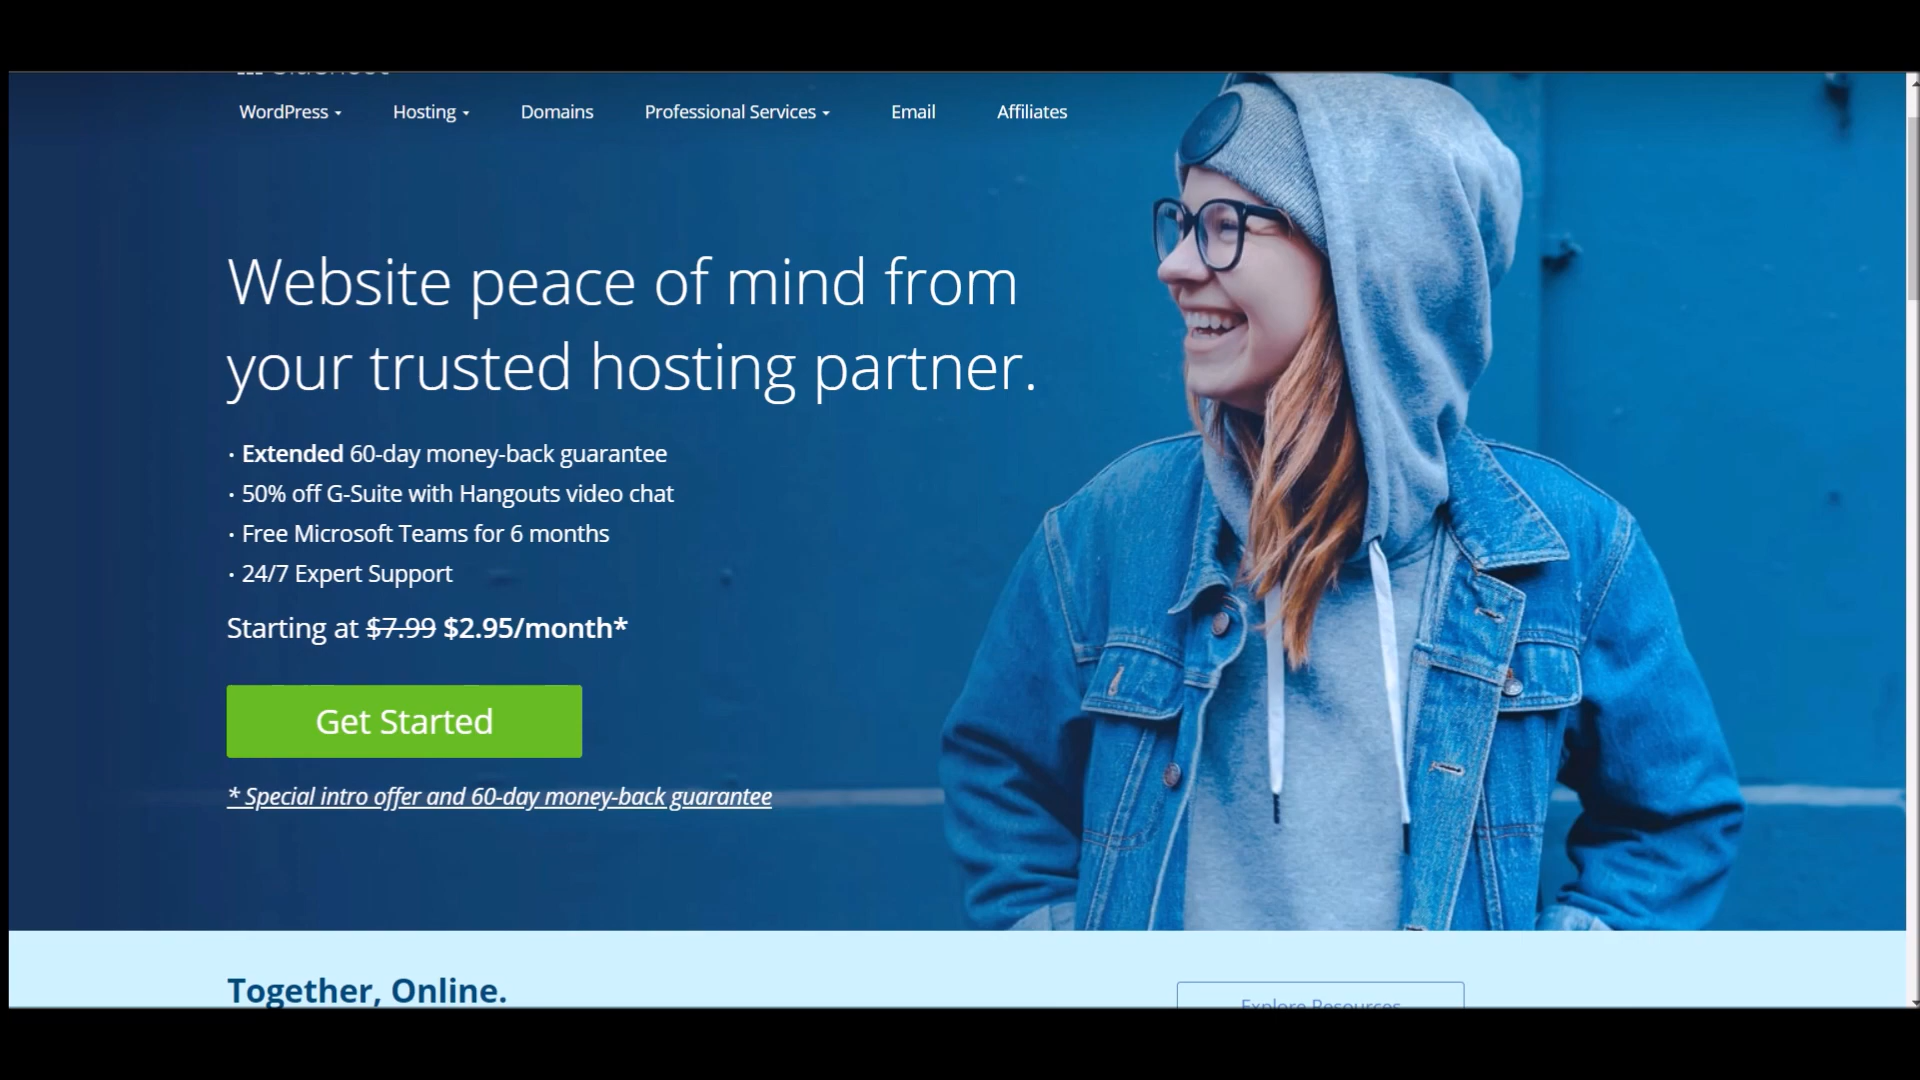 WordPress
Hosting
Domains
Professional Services
Email
Affiliates
Website peace of mind from
your trusted hosting partner.
· Extended 60-day money-back guarantee
· 50% off G-Suite with Hangouts video chat
· Free Microsoft Teams for 6 months
· 24/7 Expert Support
Starting at $7.99 $2.95/month*
Get Started
* Special intro offer and 60-day money-back guarantee
Together, Online.
Explore Resources